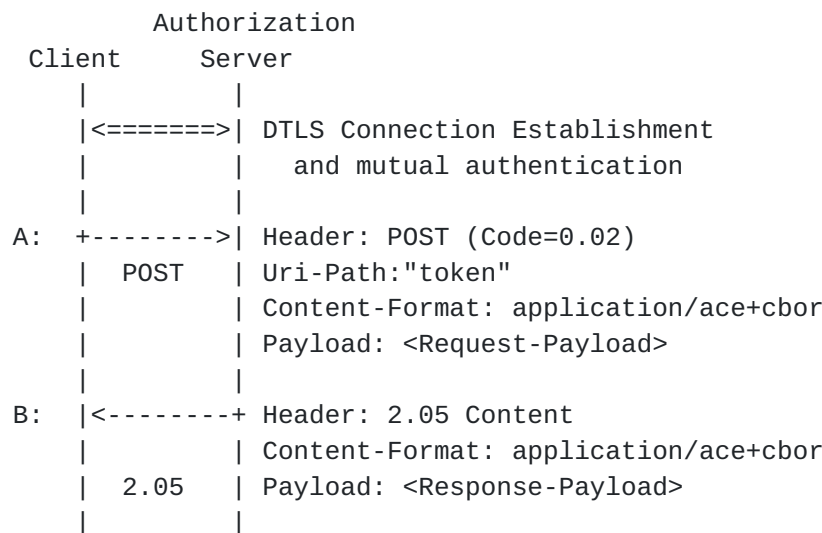 Authorization
 Client     Server
    |         |
    |<=======>| DTLS Connection Establishment
    |         |   and mutual authentication
    |         |
A:  +-------->| Header: POST (Code=0.02)
    |  POST   | Uri-Path:"token"
    |         | Content-Format: application/ace+cbor
    |         | Payload: <Request-Payload>
    |         |
B:  |<--------+ Header: 2.05 Content
    |         | Content-Format: application/ace+cbor
    |  2.05   | Payload: <Response-Payload>
    |         |